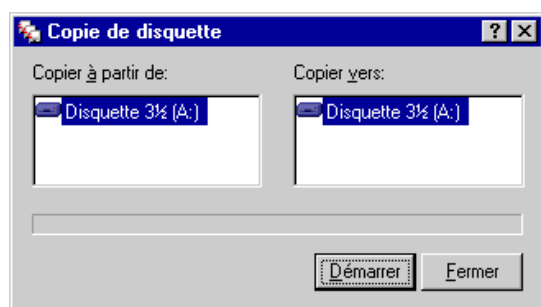 Copie de disquette
Copier à partir de:
Copier vers:
Disquette 3½ (A:)
Disquette 3½ (A:)
Démarrer
Fermer